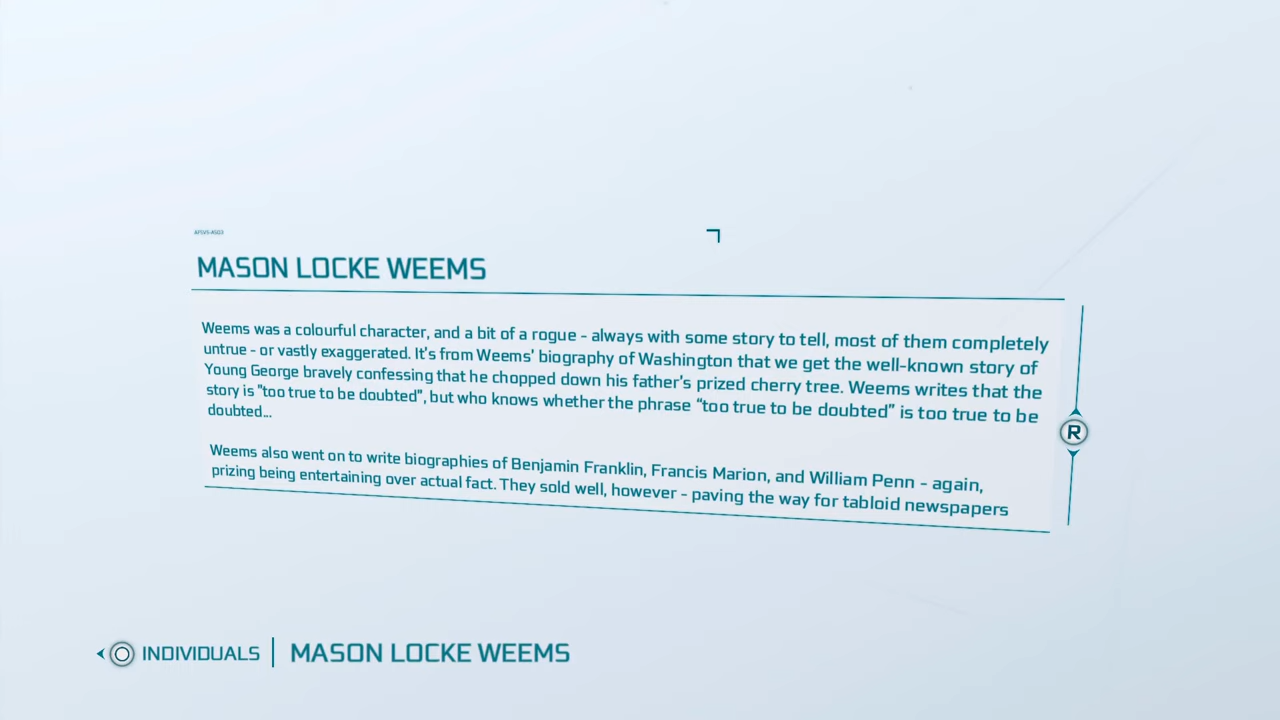 MASON LOCKE WEEMS
Weems was a colourful character, and a bit of a rogue - always with some story to tell, most of them completely
untrue - or vastly exaggerated. It's from Weems' biography of Washington that we get the well-known story of
Young George bravely confessing that he chopped down his father's prized cherry tree. Weems writes that the
story is "too true to be doubted", but who knows whether the phrase “too true to be doubted” is too true to be
doubted...
Weems also went on to write biographies of Benjamin Franklin, Francis Marion, and William Penn - again,
prizing being entertaining over actual fact. They sold well, however - paving the way for tabloid newspapers
R
INDIVIDUALS | MASON LOCKE WEEMS